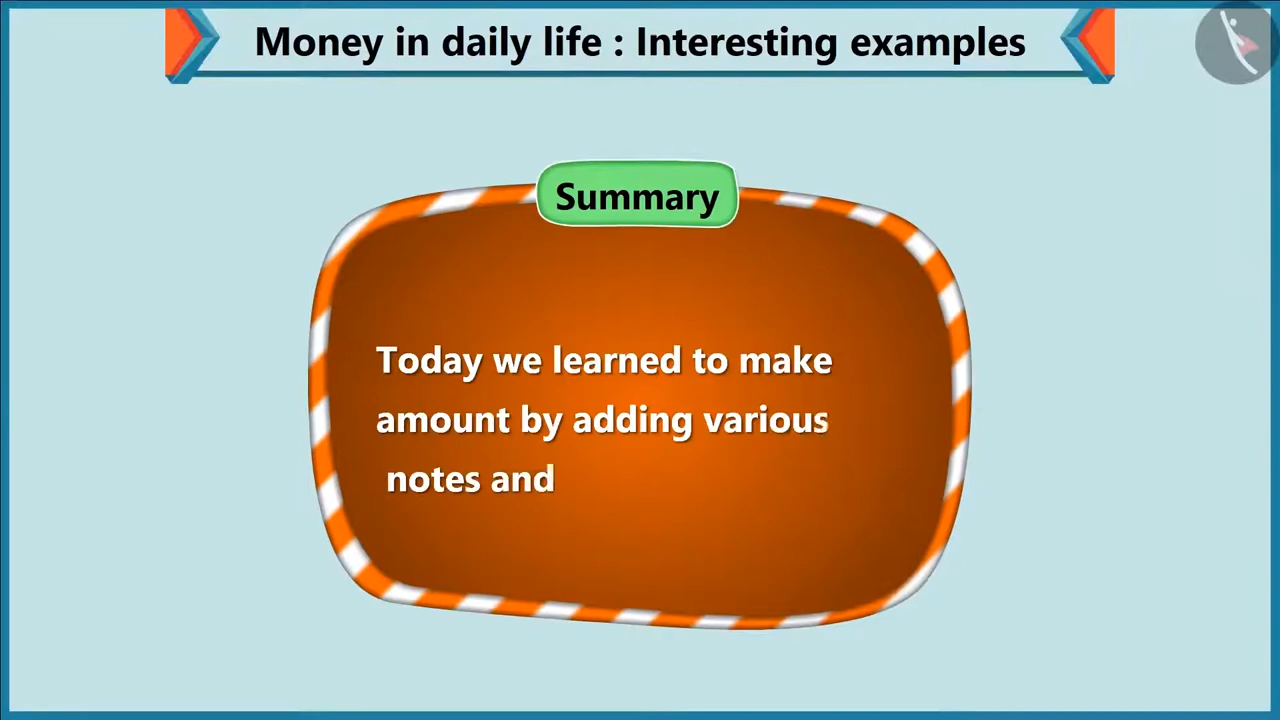 Money in daily life : Interesting examples
Summary
Today we learned to make
amount by adding various
notes and